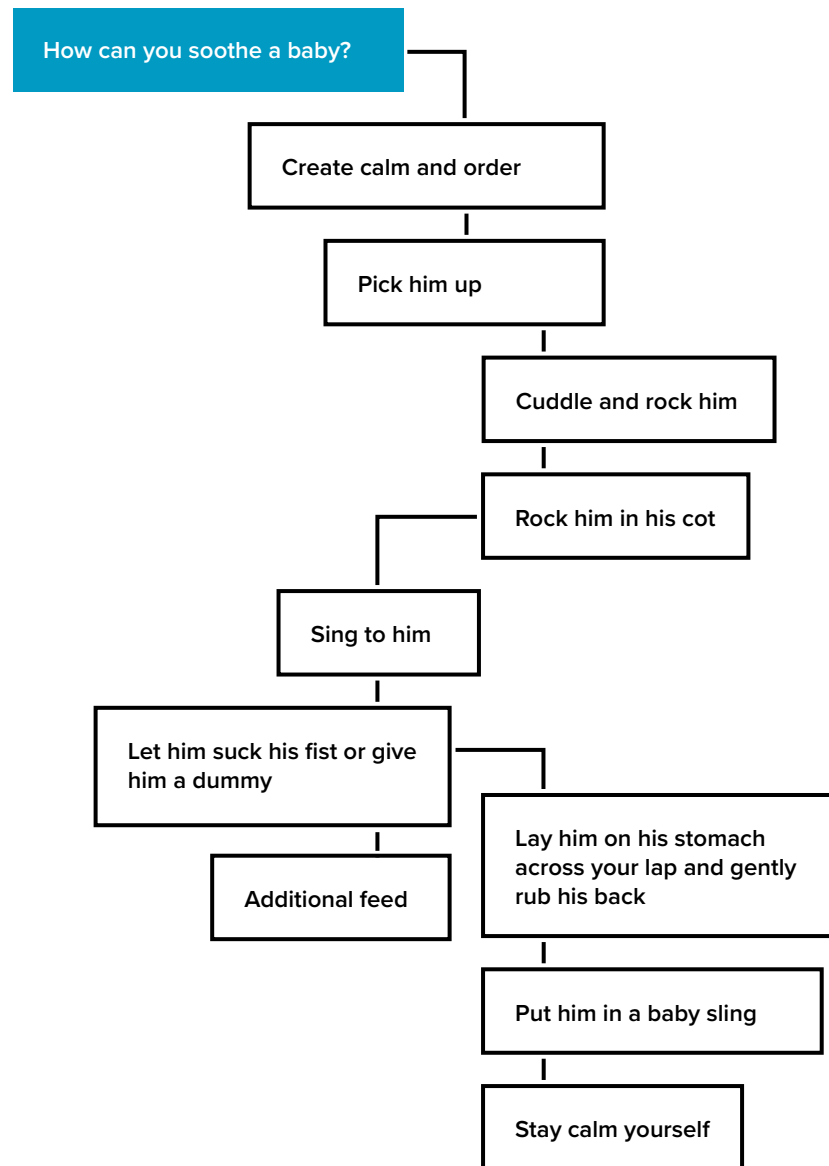 How can you soothe a baby?
Create calm and order
Pick him up
Cuddle and rock him
Rock him in his cot
Sing to him
Let him suck his fist or give
him a dummy
Additional feed
Lay him on his stomach
across your lap and gently
rub his back
Put him in a baby sling
Stay calm yourself